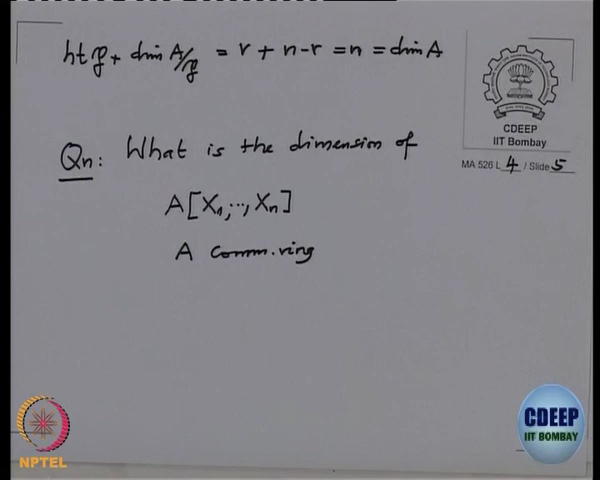 ht ℘ + dim A/℘ = r + n-r = n = dim A
CDEEP
IIT Bombay
MA 526 L 4 / Slide 5
Qn: What is the dimension of
A[X₁,..,Xₙ]
A comm. ring
NPTEL
CDEEP
IIT BOMBAY